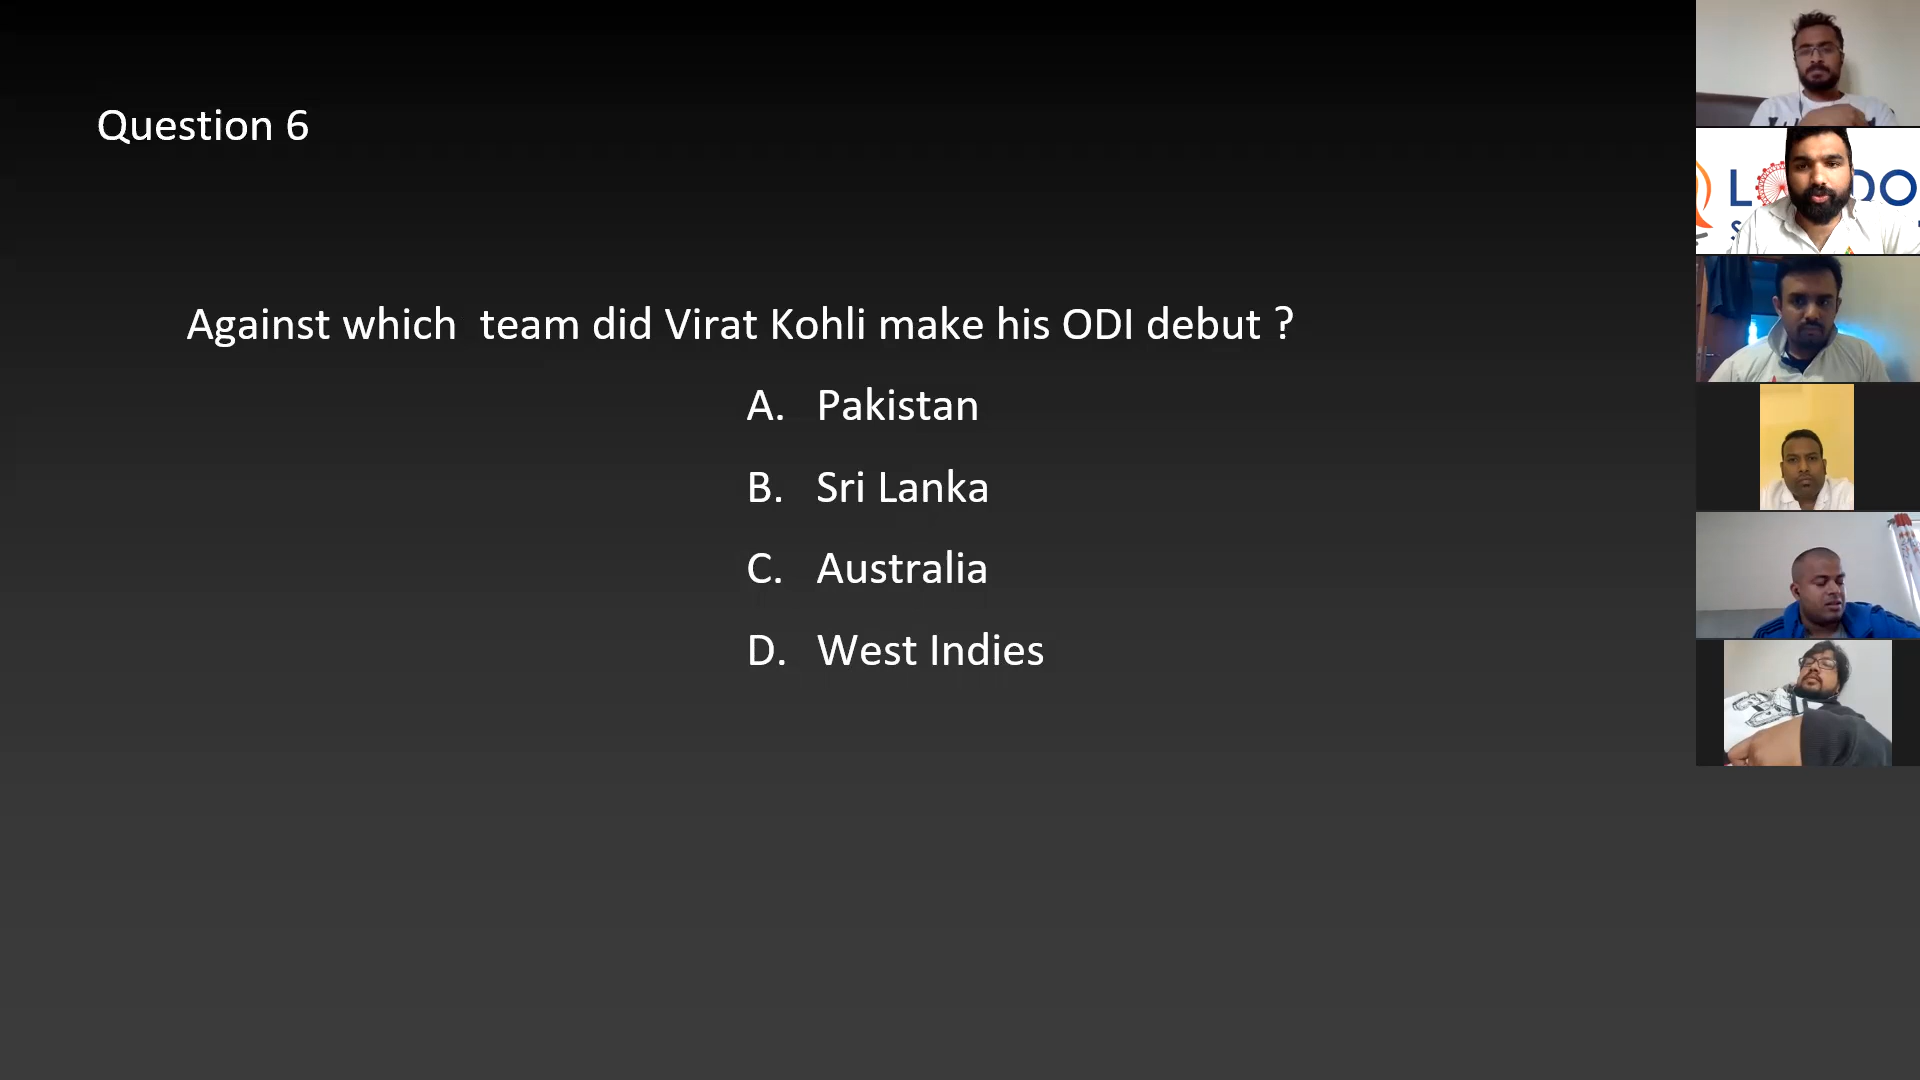 Question 6
Against which  team did Virat Kohli make his ODI debut ?
A. Pakistan
B. Sri Lanka
C. Australia
D. West Indies